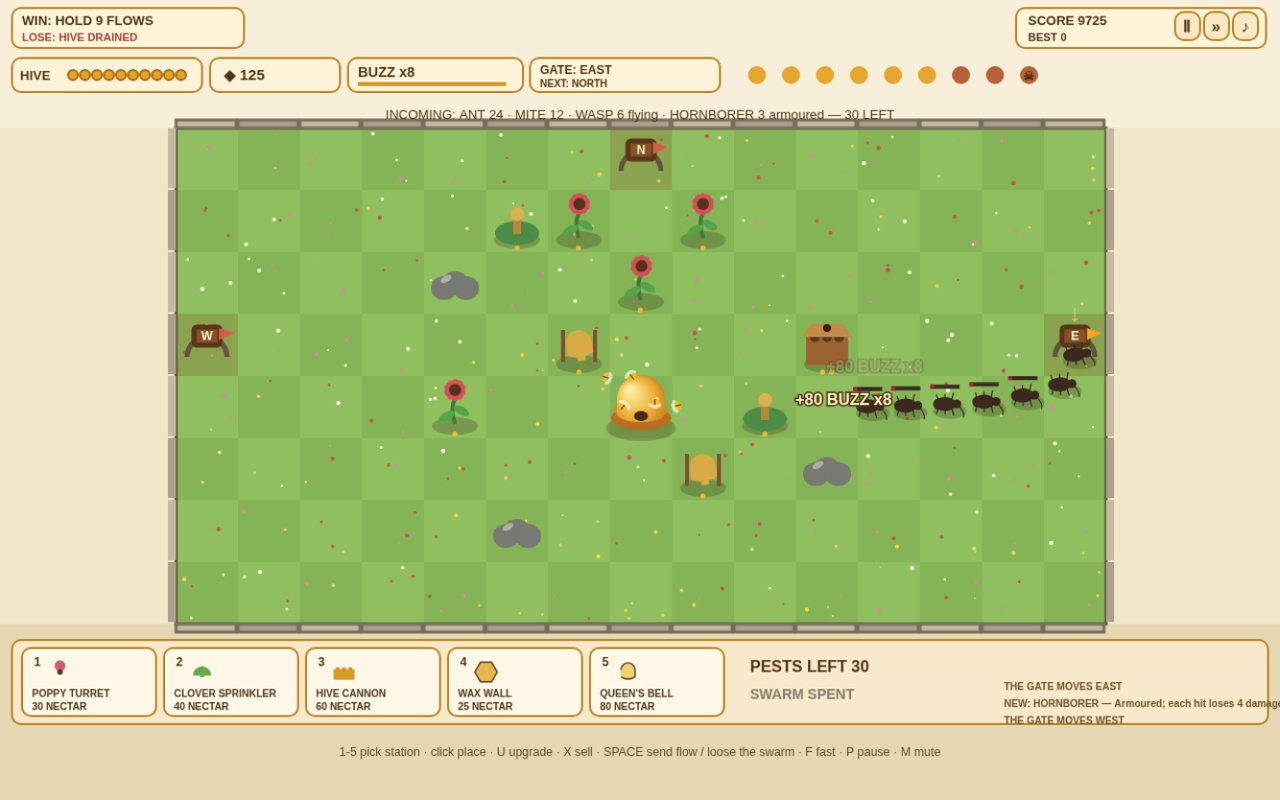 WIN: HOLD 9 FLOWS
LOSE: HIVE DRAINED
SCORE 9725
BEST 0
HIVE
◆ 125
BUZZ x8
GATE: EAST
NEXT: NORTH
INCOMING: ANT 24 · MITE 12 · WASP 6 flying · HORNBORER 3 armoured — 30 LEFT
N
W
E
+80 BUZZ x8
+80 BUZZ x8
1
POPPY TURRET
30 NECTAR
2
CLOVER SPRINKLER
40 NECTAR
3
HIVE CANNON
60 NECTAR
4
WAX WALL
25 NECTAR
5
QUEEN'S BELL
80 NECTAR
PESTS LEFT 30
SWARM SPENT
THE GATE MOVES EAST
NEW: HORNBORER — Armoured; each hit loses 4 damage
THE GATE MOVES WEST
1-5 pick station · click place · U upgrade · X sell · SPACE send flow / loose the swarm · F fast · P pause · M mute